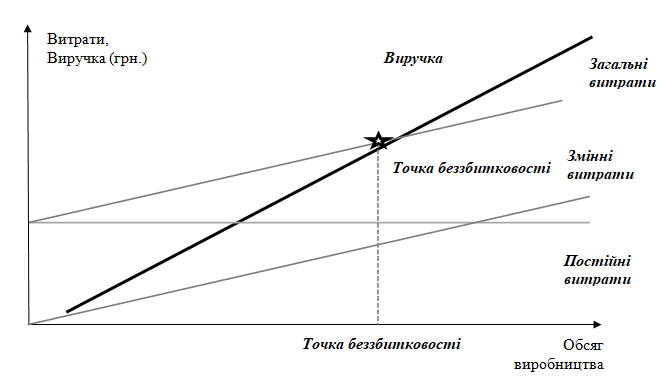 Витрати,
Виручка (грн.)
Виручка
Загальні
витрати
Точка беззбитковості
Змінні
витрати
Постійні
витрати
Точка беззбитковості
Обсяг
виробництва